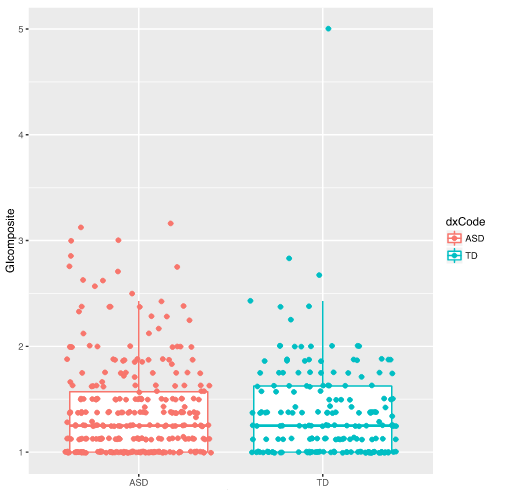 5
4
3
2
1
GIcomposite
ASD
TD
dxCode
ASD
TD